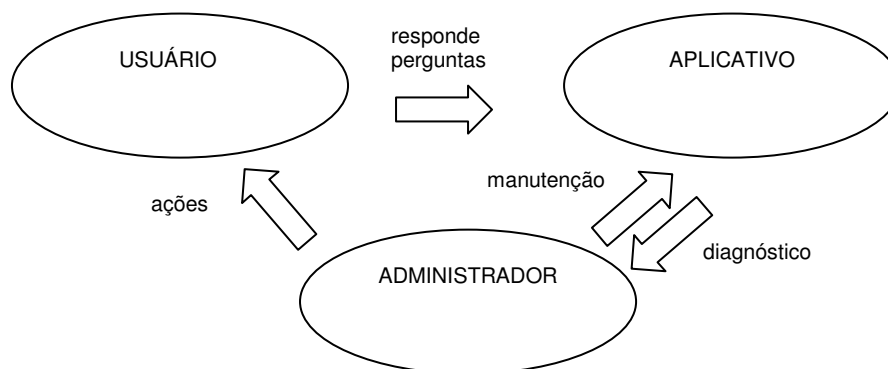 USUÁRIO
responde
perguntas
APLICATIVO
ações
manutenção
diagnóstico
ADMINISTRADOR